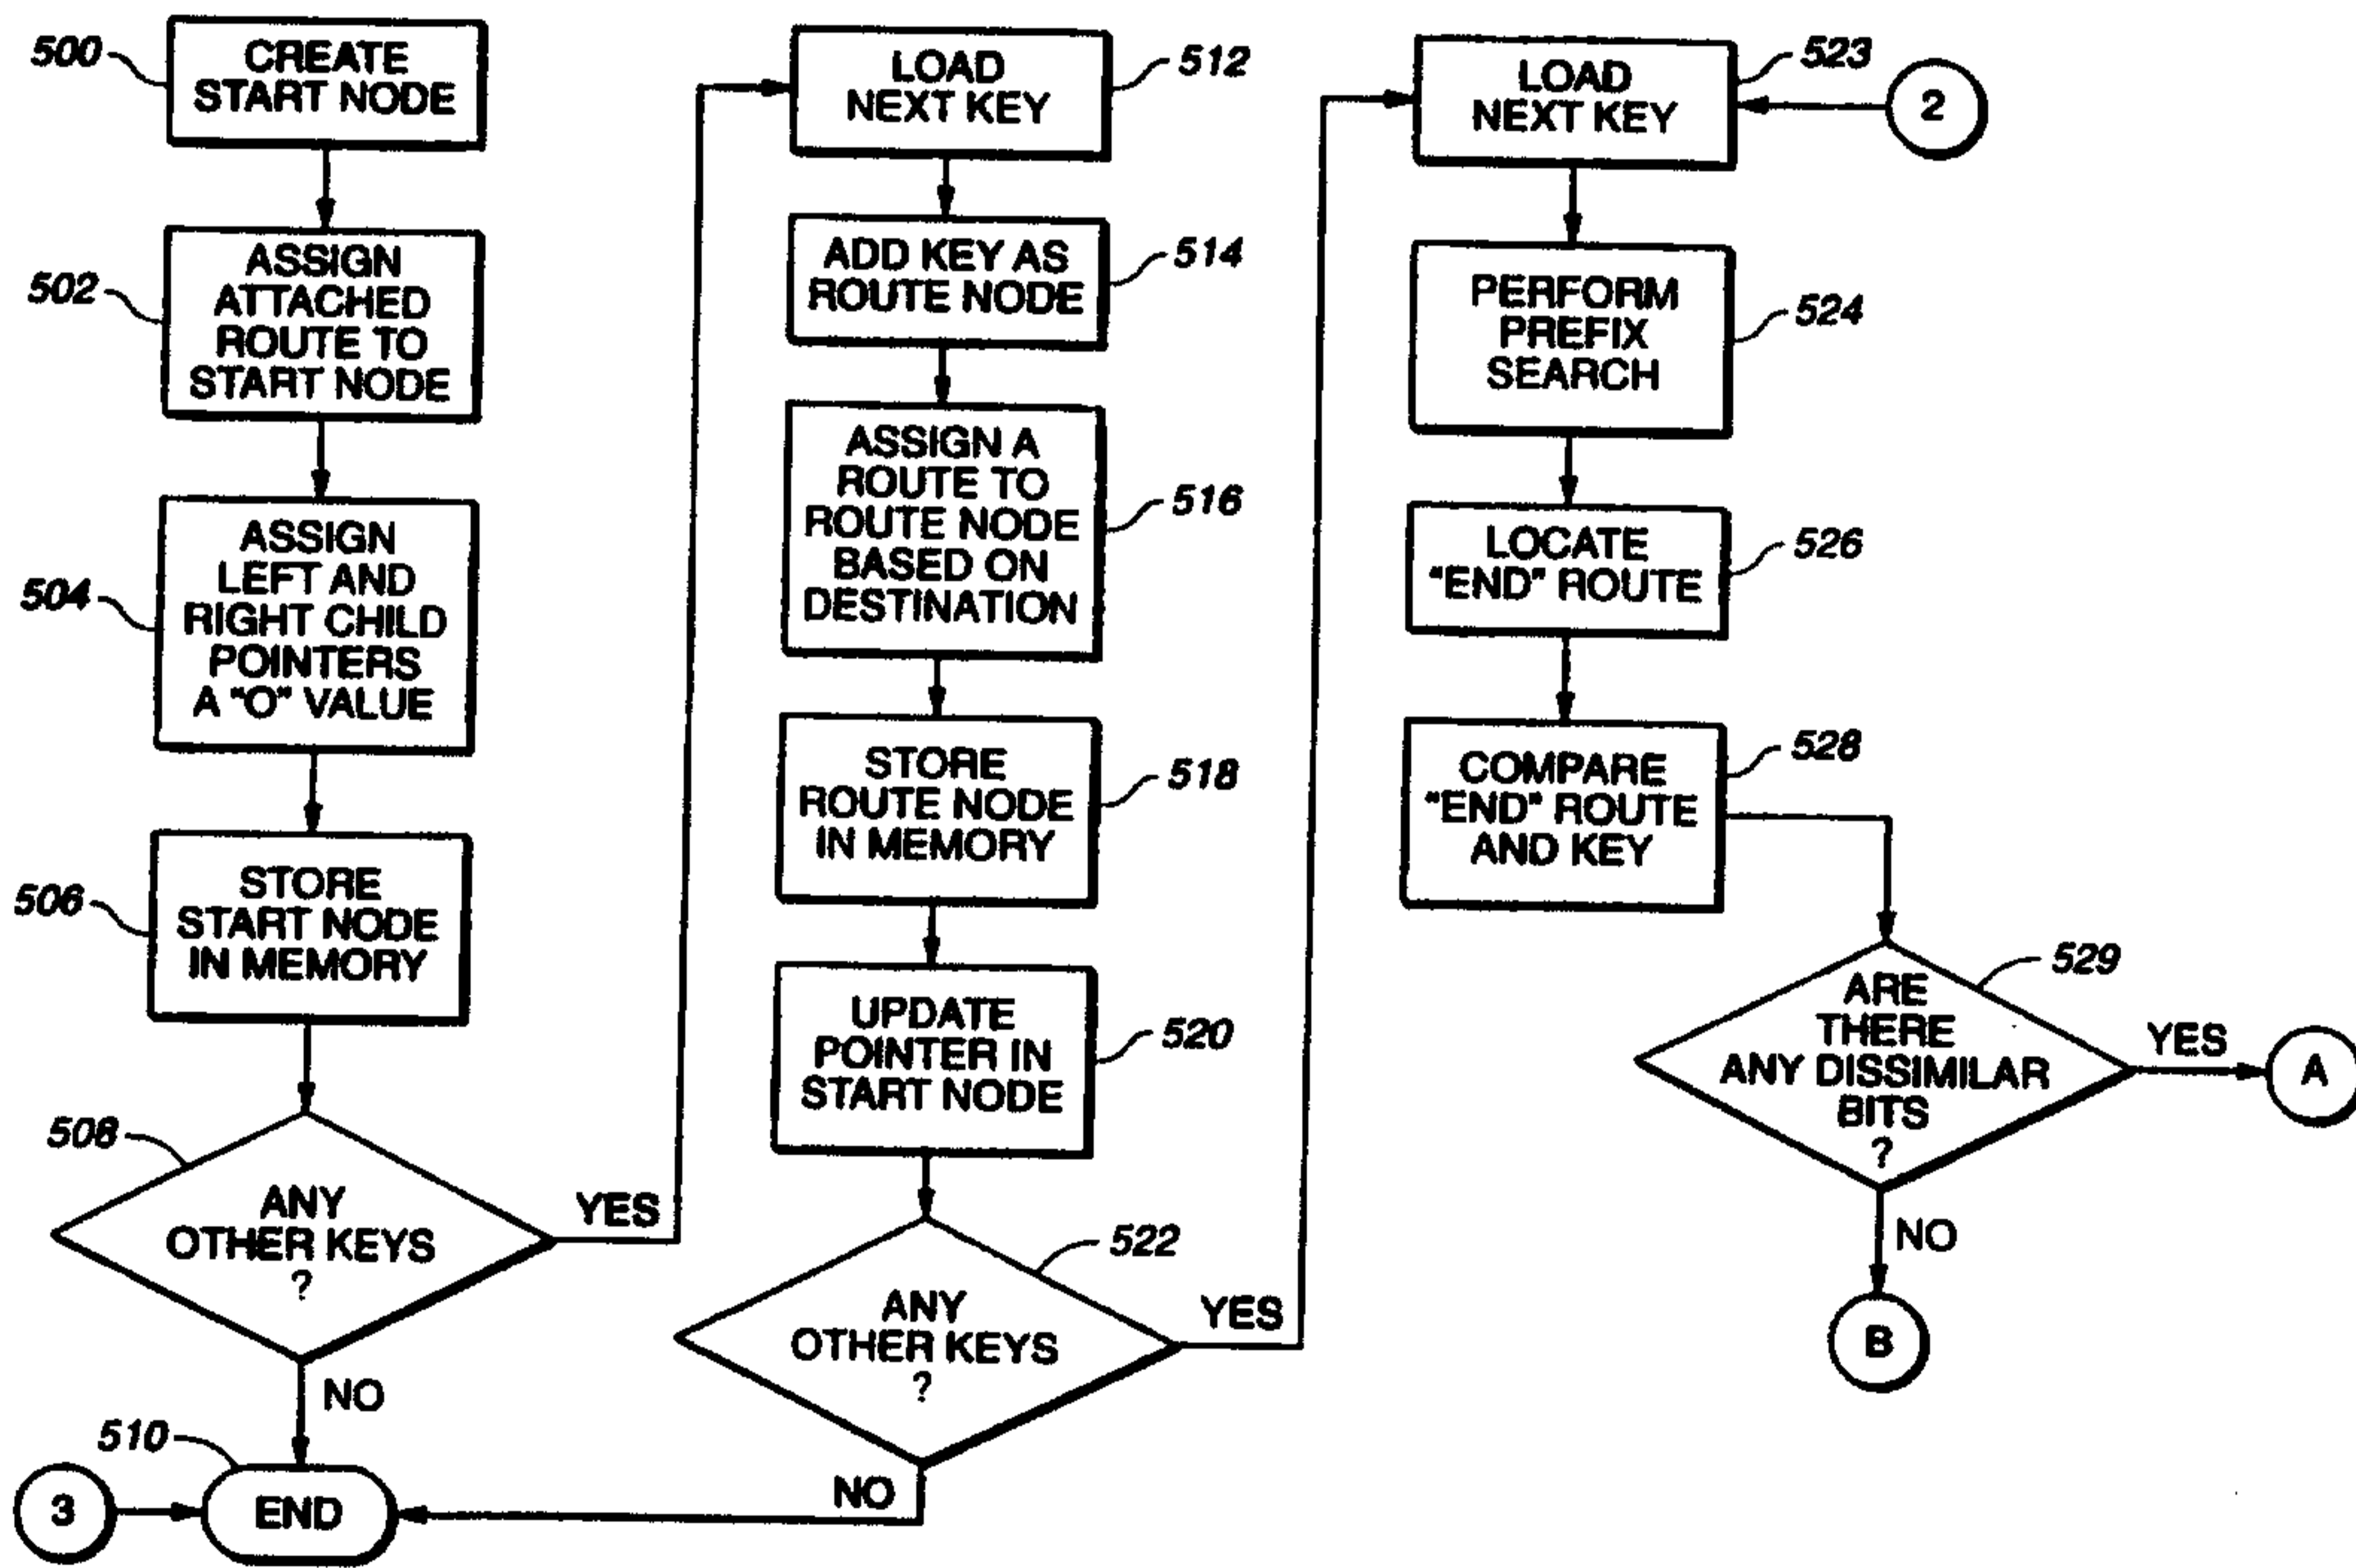 500
CREATE
START NODE
502
ASSIGN
ATTACHED
ROUTE TO
START NODE
504
ASSIGN
LEFT AND
RIGHT CHILD
POINTERS
A "O" VALUE
506
STORE
START NODE
IN MEMORY
508
ANY
OTHER KEYS
?
YES
NO
510
3
END
512
LOAD
NEXT KEY
514
ADD KEY AS
ROUTE NODE
516
ASSIGN A
ROUTE TO
ROUTE NODE
BASED ON
DESTINATION
518
STORE
ROUTE NODE
IN MEMORY
520
UPDATE
POINTER IN
START NODE
522
ANY
OTHER KEYS
?
YES
NO
523
LOAD
NEXT KEY
2
524
PERFORM
PREFIX
SEARCH
526
LOCATE
"END" ROUTE
528
COMPARE
"END" ROUTE
AND KEY
529
ARE
THERE
ANY DISSIMILAR
BITS
?
YES
A
NO
B